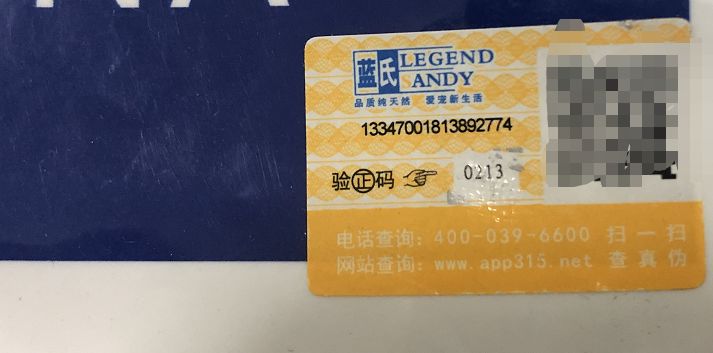 NA
蓝氏 LEGEND SANDY
品质纯天然 爱宠新生活
13347001813892774
验正码 0213
电话查询：400-039-6600 扫一扫
网站查询：www.app315.net 查真伪